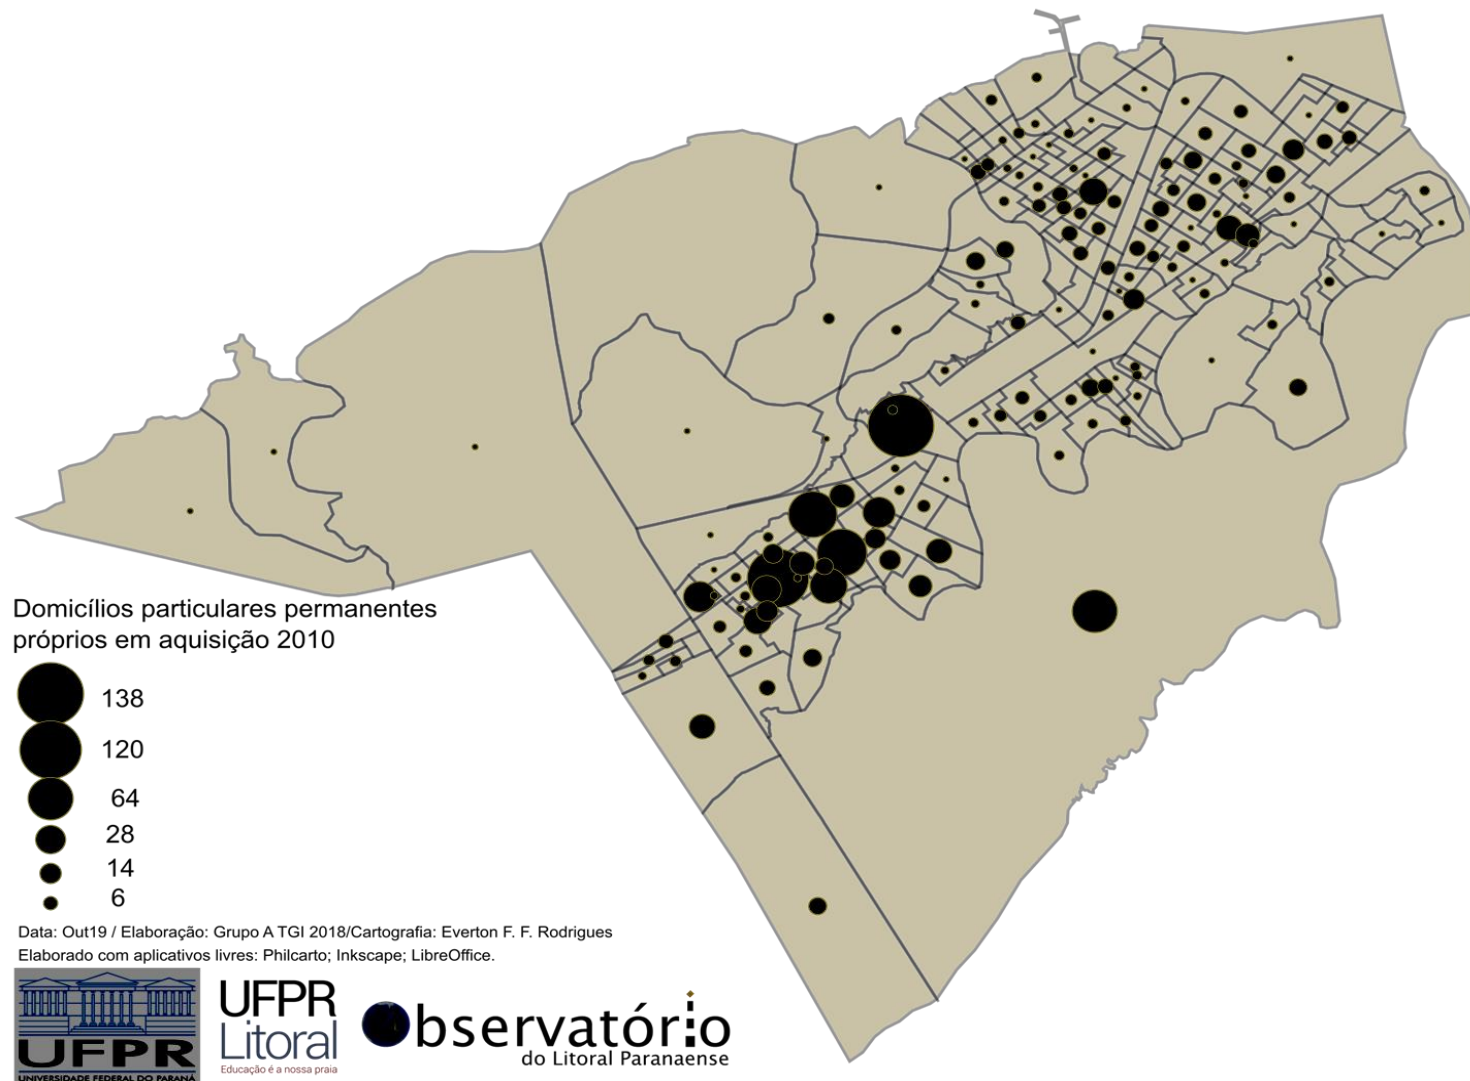 Domicílios particulares permanentes
próprios em aquisição 2010
138
120
64
28
14
6
Data: Out19 / Elaboração: Grupo A TGI 2018/Cartografia: Everton F. F. Rodrigues
Elaborado com aplicativos livres: Philcarto; Inkscape; LibreOffice.
UFPR
UNIVERSIDADE FEDERAL DO PARANÁ
UFPR
Litoral
Educação é a nossa praia
Observatório
do Litoral Paranaense